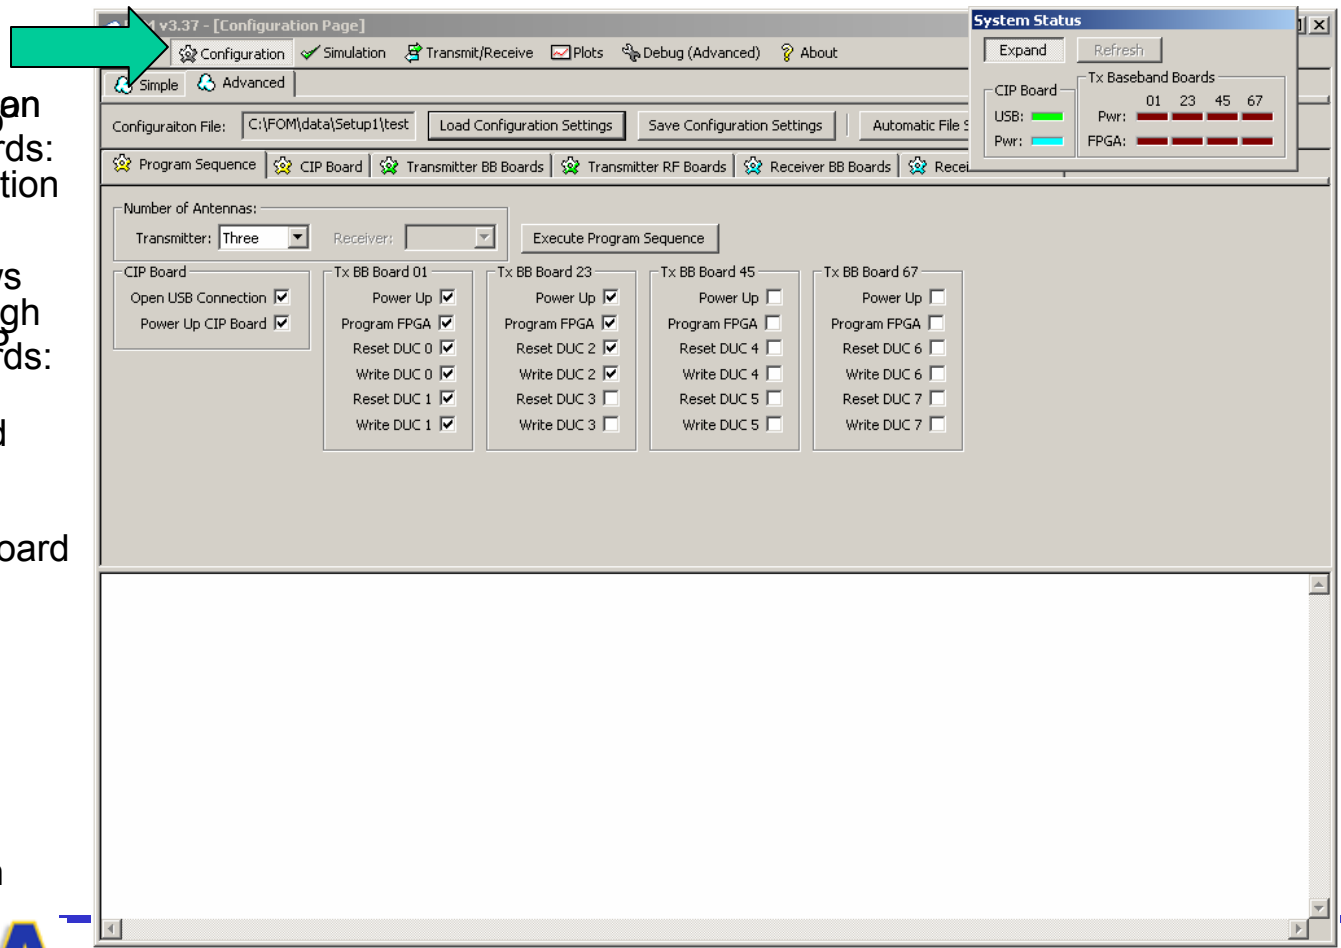 v3.37 - [Configuration Page]
Configuration Simulation Transmit/Receive Plots Debug (Advanced) About
Simple Advanced
Configuraiton File: C:\FOM\data\Setup1\test Load Configuration Settings Save Configuration Settings Automatic File S
Program Sequence CIP Board Transmitter BB Boards Transmitter RF Boards Receiver BB Boards Recei
System Status
Expand Refresh
CIP Board Tx Baseband Boards
01 23 45 67
USB: Pwr:
Pwr: FPGA:
Number of Antennas:
Transmitter: Three Receiver: Execute Program Sequence
CIP Board Tx BB Board 01 Tx BB Board 23 Tx BB Board 45 Tx BB Board 67
Open USB Connection Power Up Power Up Power Up Power Up
Power Up CIP Board Program FPGA Program FPGA Program FPGA Program FPGA
Reset DUC 0 Reset DUC 2 Reset DUC 4 Reset DUC 6
Write DUC 0 Write DUC 2 Write DUC 4 Write DUC 6
Reset DUC 1 Reset DUC 3 Reset DUC 5 Reset DUC 7
Write DUC 1 Write DUC 3 Write DUC 5 Write DUC 7
rds:
tion
gh
rds:
oard